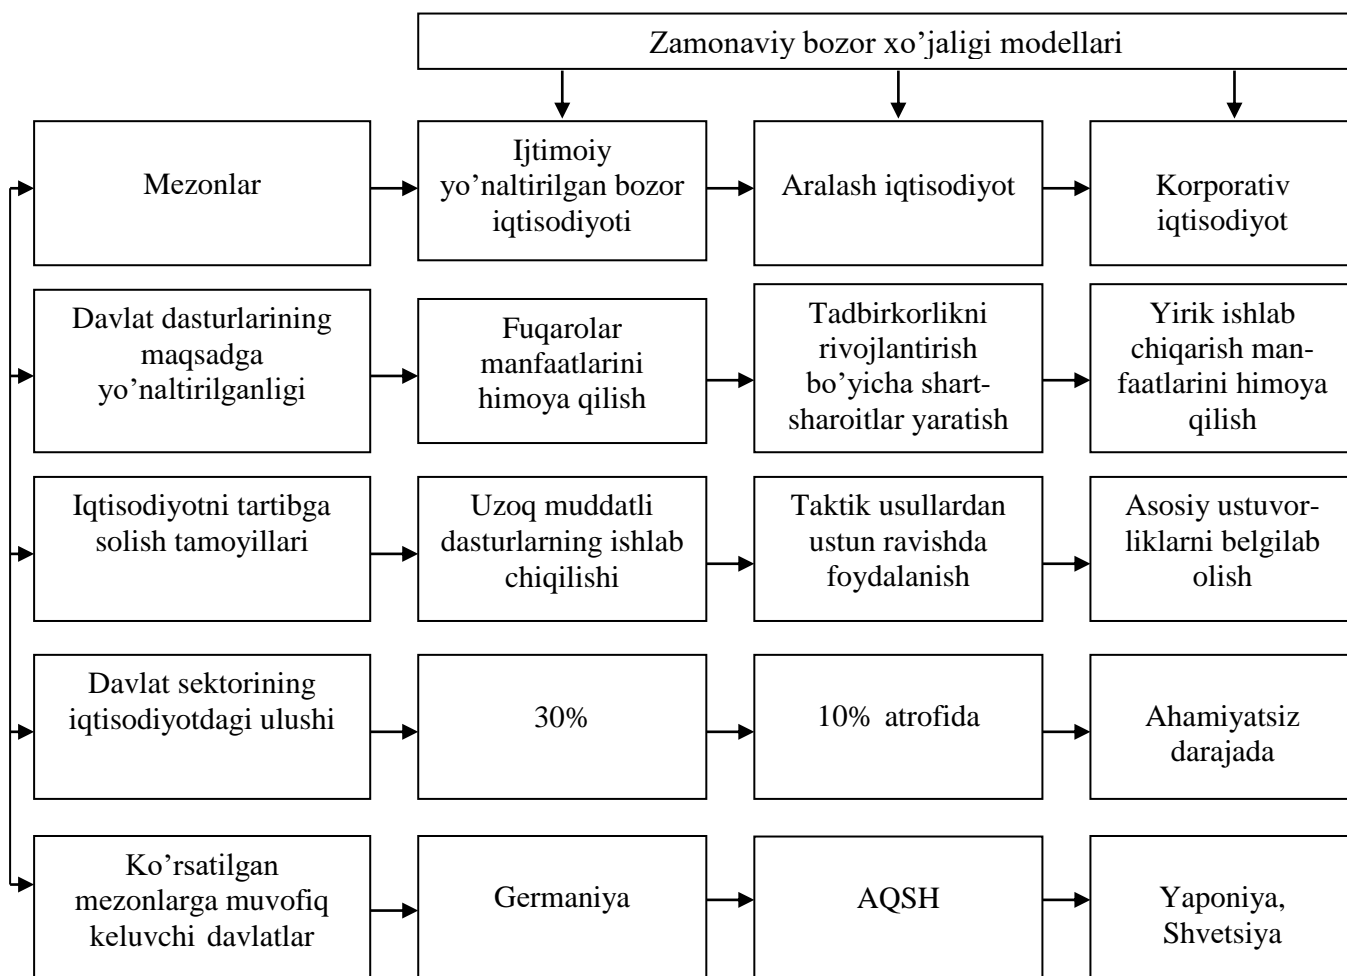 Zamonaviy bozor xo’jaligi modellari
Mezonlar
Ijtimoiy
yo’naltirilgan bozor
iqtisodiyoti
Aralash iqtisodiyot
Korporativ
iqtisodiyot
Davlat dasturlarining
maqsadga
yo’naltirilganligi
Fuqarolar
manfaatlarini
himoya qilish
Tadbirkorlikni
rivojlantirish
bo’yicha shart-
sharoitlar yaratish
Yirik ishlab
chiqarish man-
faatlarini himoya
qilish
Iqtisodiyotni tartibga
solish tamoyillari
Uzoq muddatli
dasturlarning ishlab
chiqilishi
Taktik usullardan
ustun ravishda
foydalanish
Asosiy ustuvor-
liklarni belgilab
olish
Davlat sektorining
iqtisodiyotdagi ulushi
30%
10% atrofida
Ahamiyatsiz
darajada
Ko’rsatilgan
mezonlarga muvofiq
keluvchi davlatlar
Germaniya
AQSH
Yaponiya,
Shvetsiya